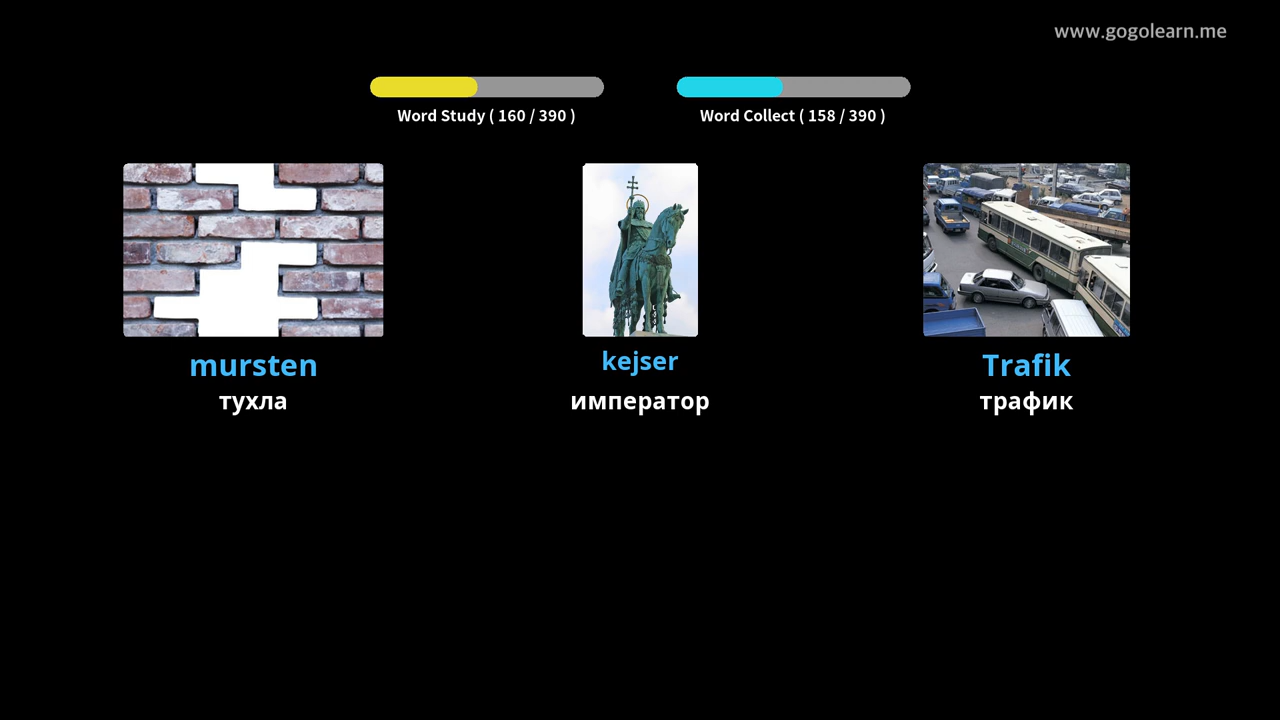 www.gogolearn.me
Word Study ( 160 / 390 )
Word Collect ( 158 / 390 )
mursten
kejser
Trafik
тухла
император
трафик